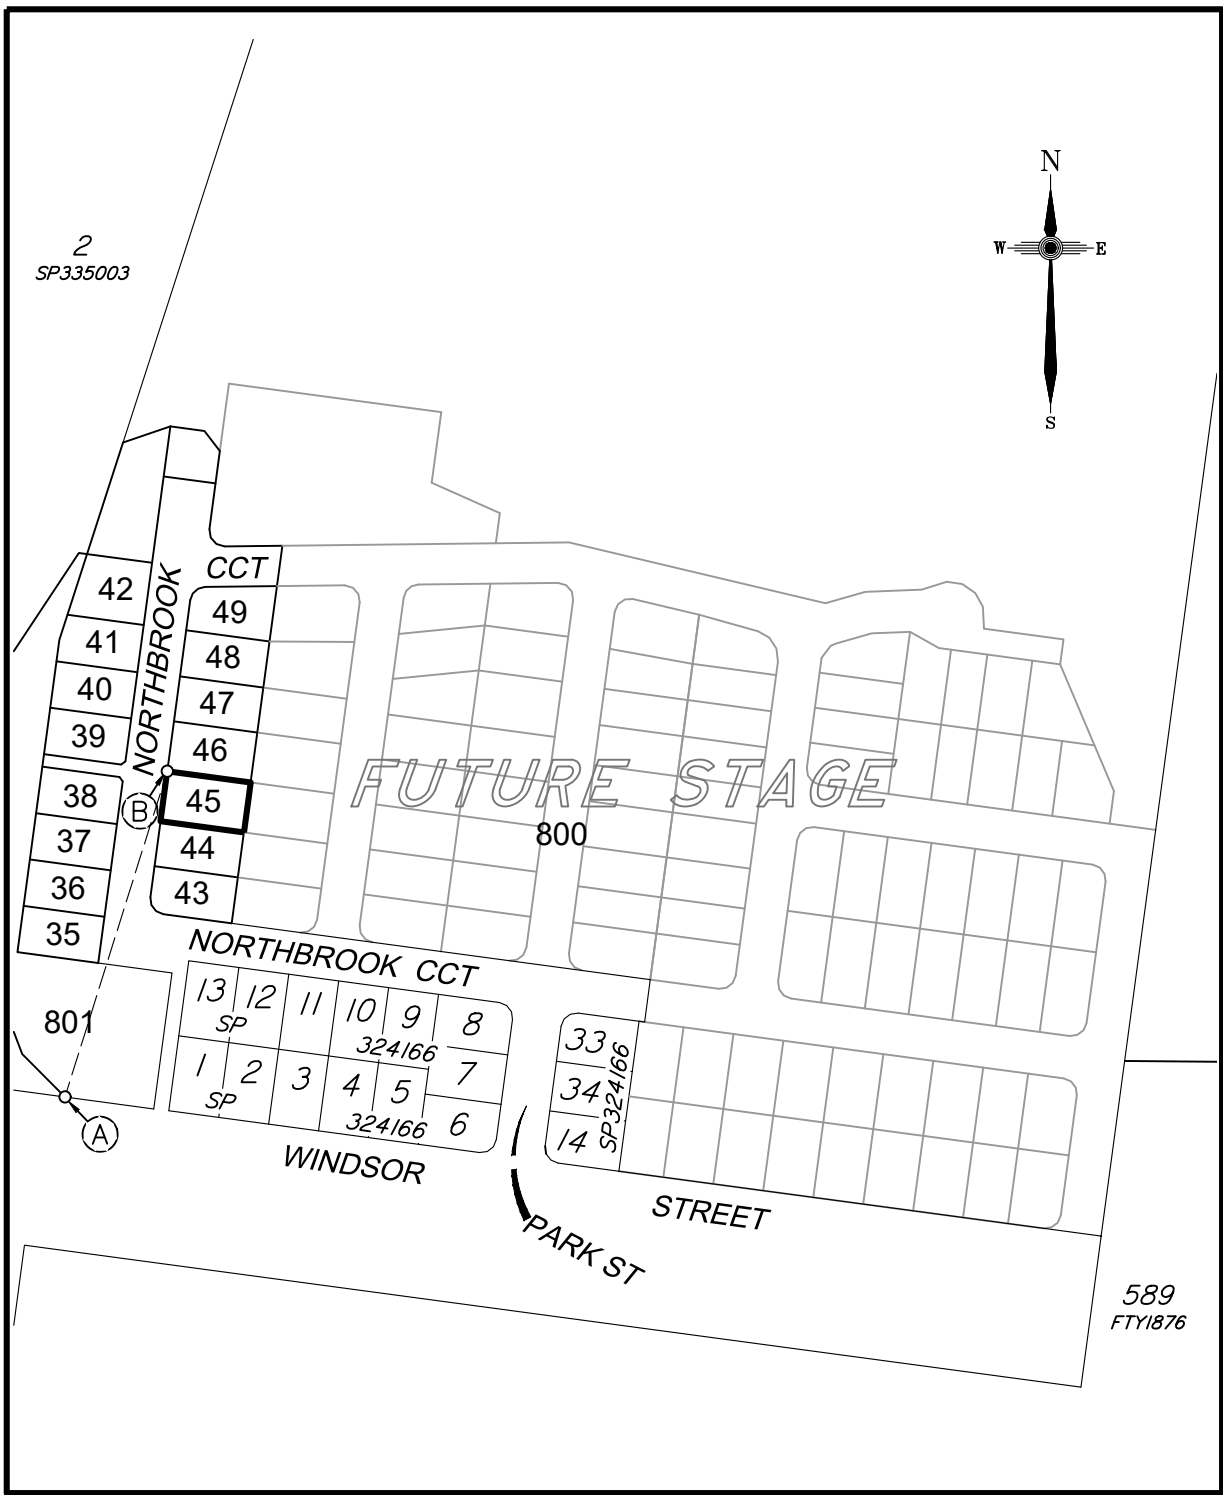 N
W
E
S
2
SP335003
NORTHBROOK
CCT
42
41
40
39
38
37
36
35
49
48
47
46
45
44
43
B
FUTURE STAGE
800
NORTHBROOK CCT
801
A
13
12
11
10
9
8
SP
324166
7
1
2
3
4
5
6
SP
324166
33
34
14
SP324166
WINDSOR
STREET
PARK ST
589
FTY1876